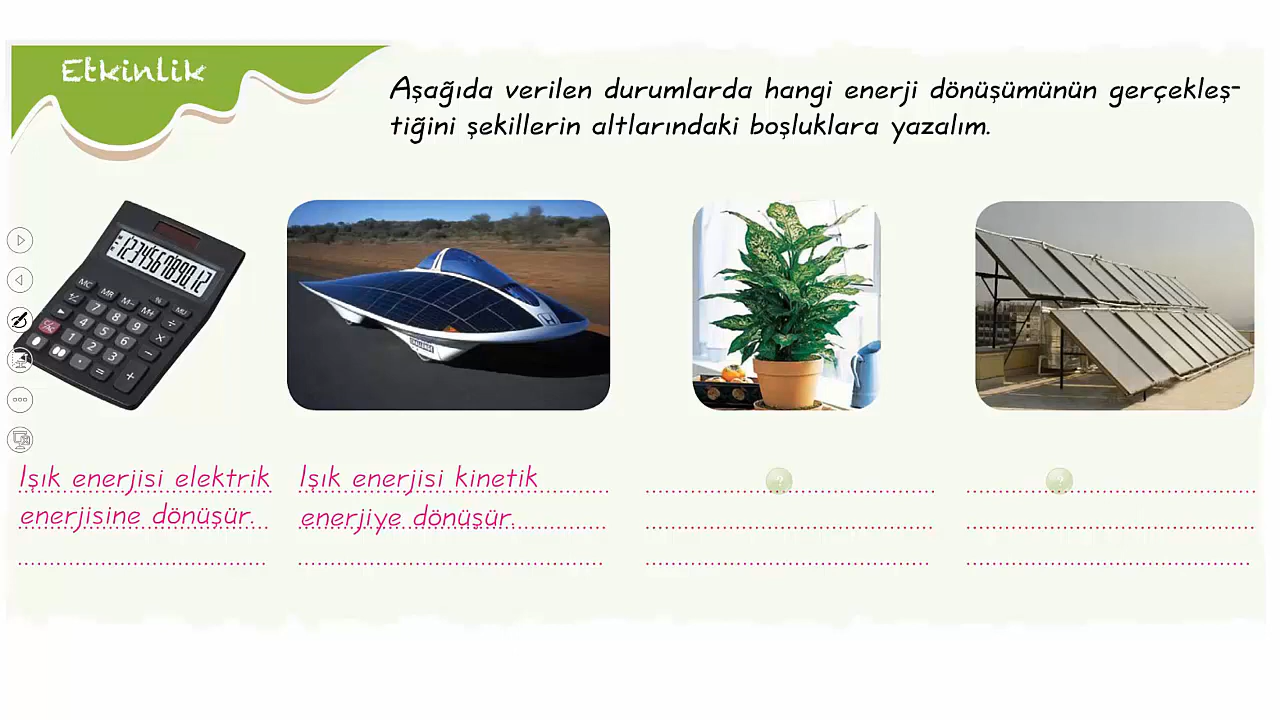 Etkinlik
Aşağıda verilen durumlarda hangi enerji dönüşümünün gerçekleş-
tiğini şekillerin altlarındaki boşluklara yazalım.
Işık enerjisi elektrik
enerjisine dönüşür.
Işık enerjisi kinetik
enerjiye dönüşür.
?
?